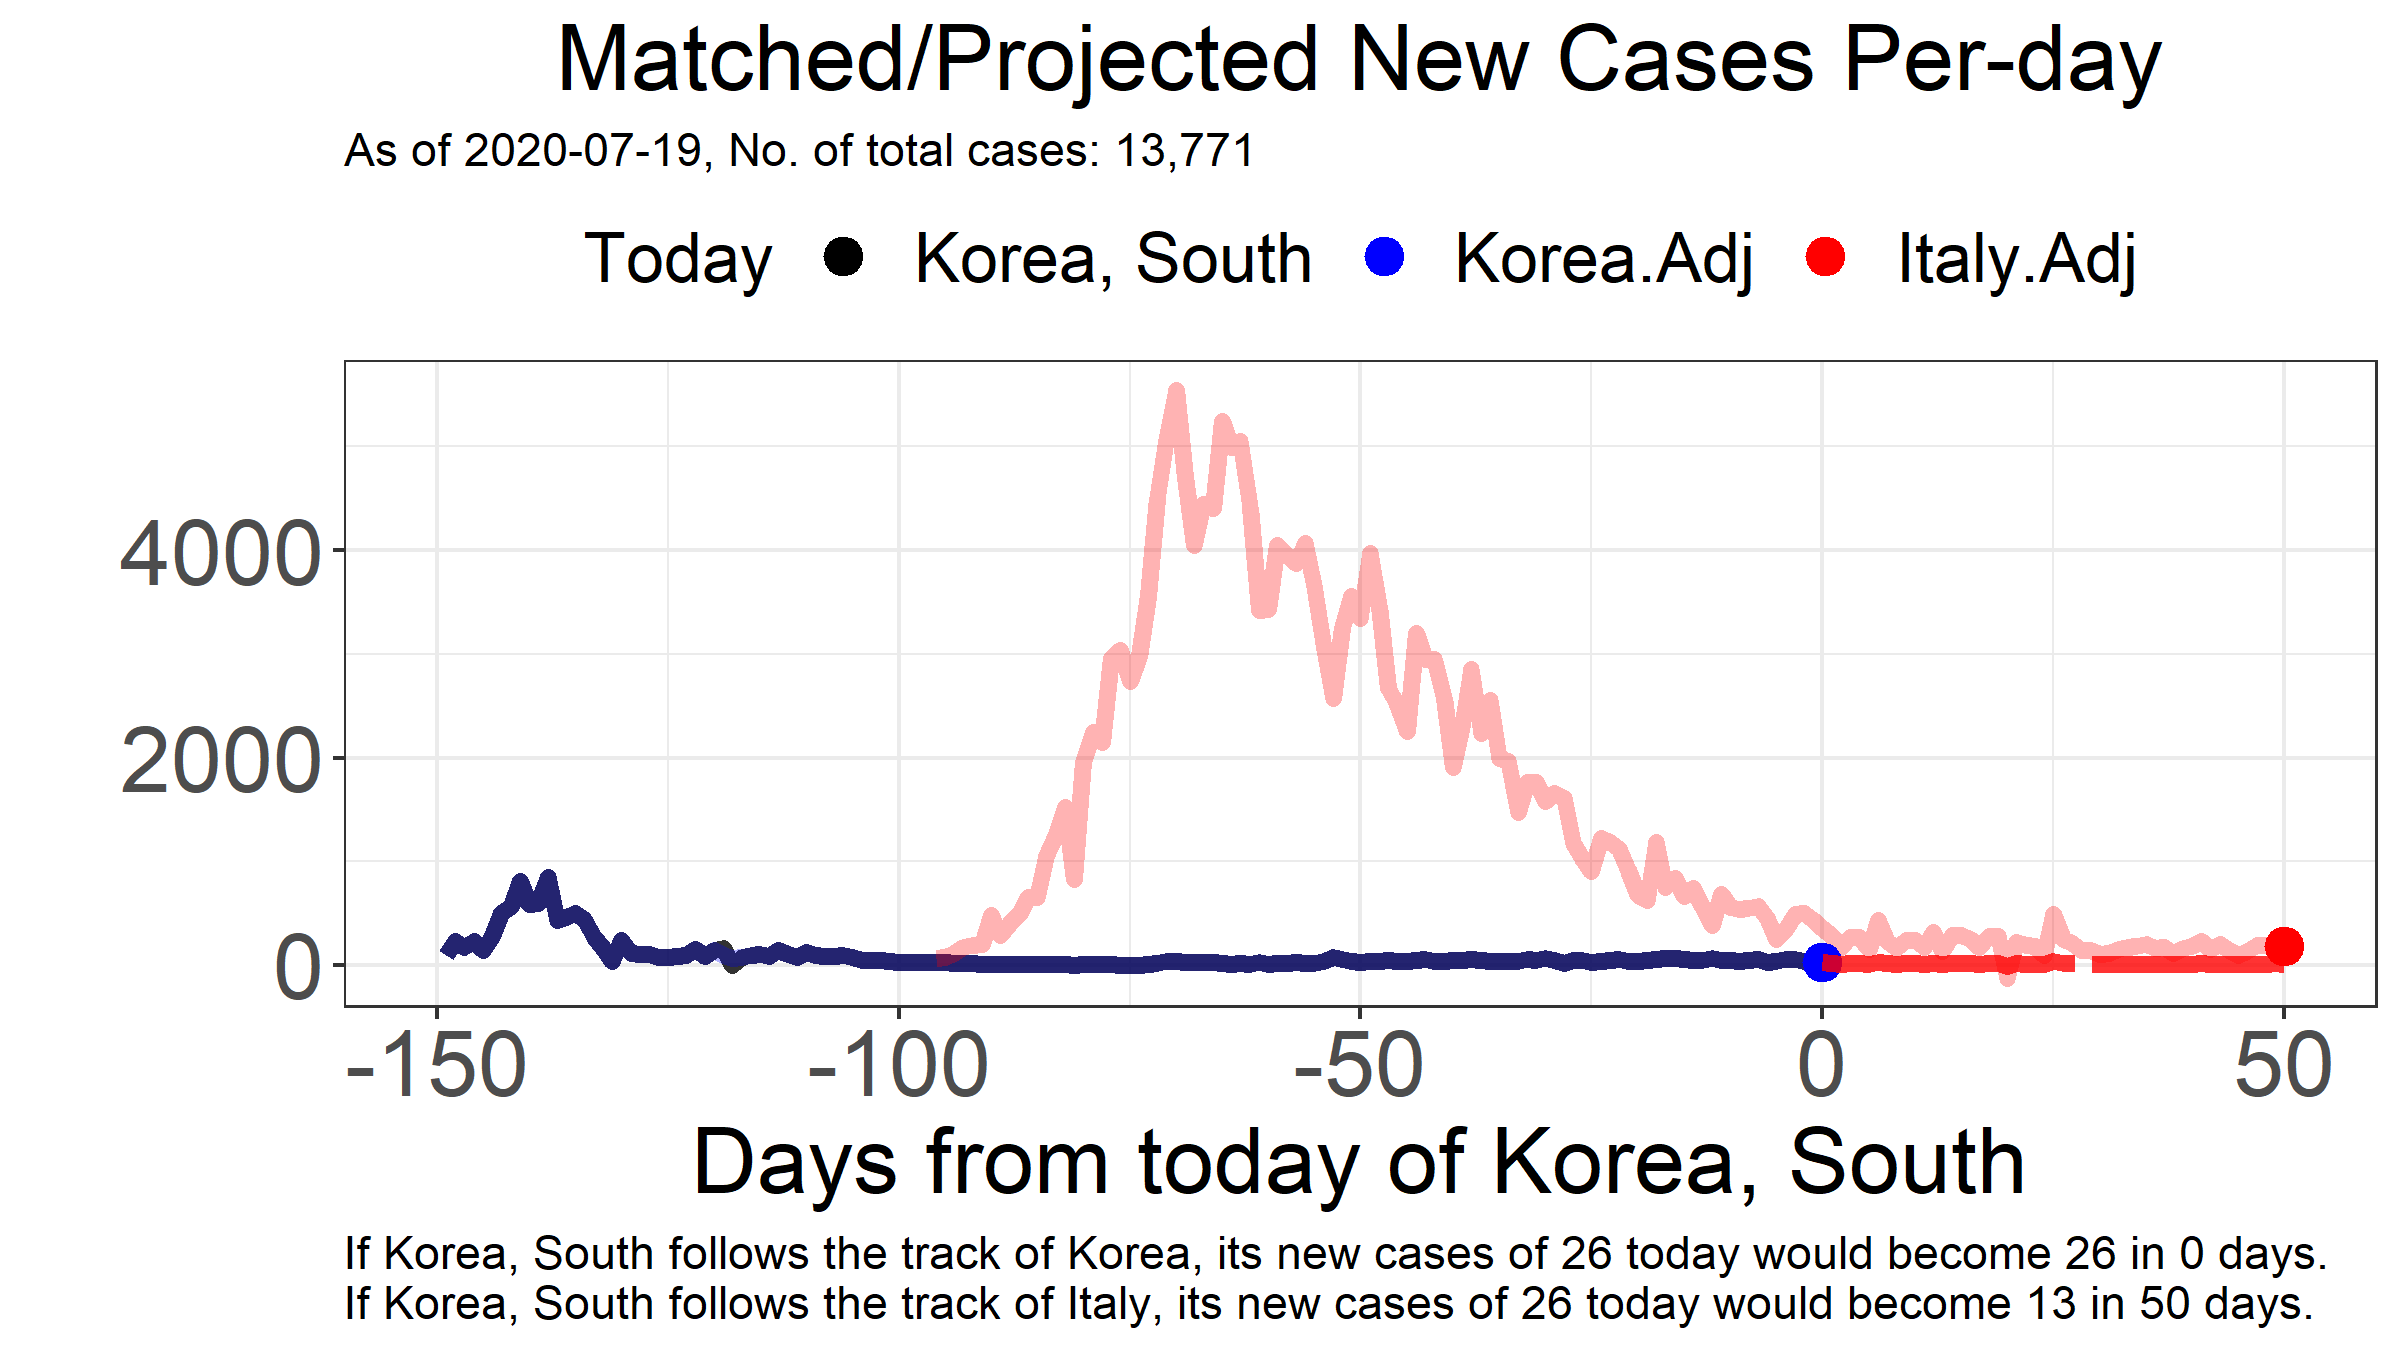 Matched/Projected New Cases Per-day
As of 2020-07-19, No. of total cases: 13,771
Today Korea, South Korea.Adj Italy.Adj
4000
2000
0
-150 -100 -50 0 50
Days from today of Korea, South
If Korea, South follows the track of Korea, its new cases of 26 today would become 26 in 0 days.
If Korea, South follows the track of Italy, its new cases of 26 today would become 13 in 50 days.